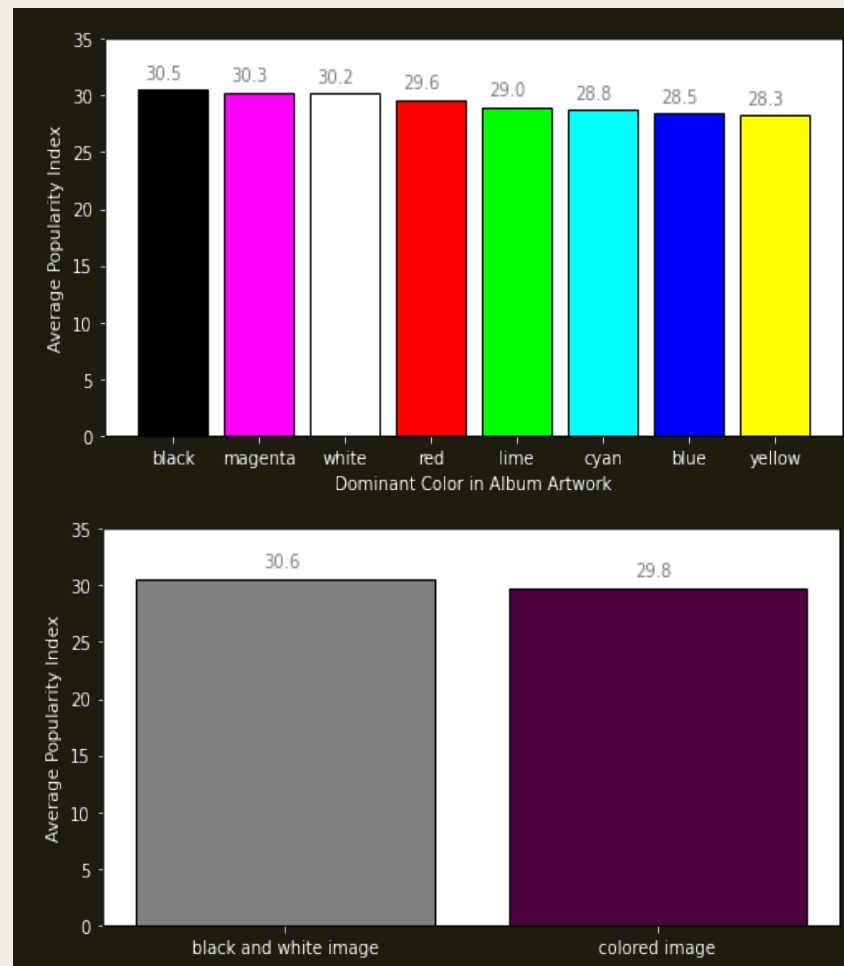 Average Popularity Index
35
30
25
20
15
10
5
0
30.5 30.3 30.2 29.6 29.0 28.8 28.5 28.3
black magenta white red lime cyan blue yellow
Dominant Color in Album Artwork
Average Popularity Index
35
30
25
20
15
10
5
0
30.6 29.8
black and white image colored image